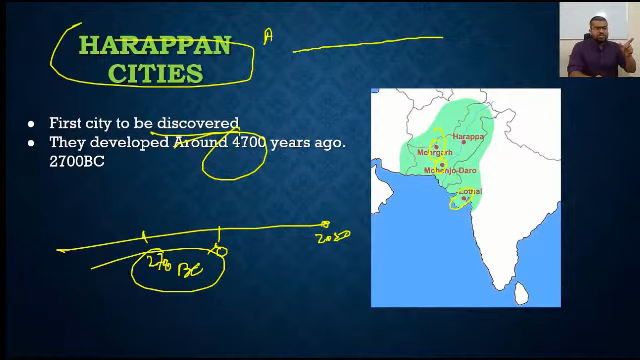 HARAPPAN
CITIES
A
First city to be discovered
They developed Around 4700 years ago.
2700BC
Harappa
Mehrgarh
Mohenjo-Daro
Lothal
2700 BC